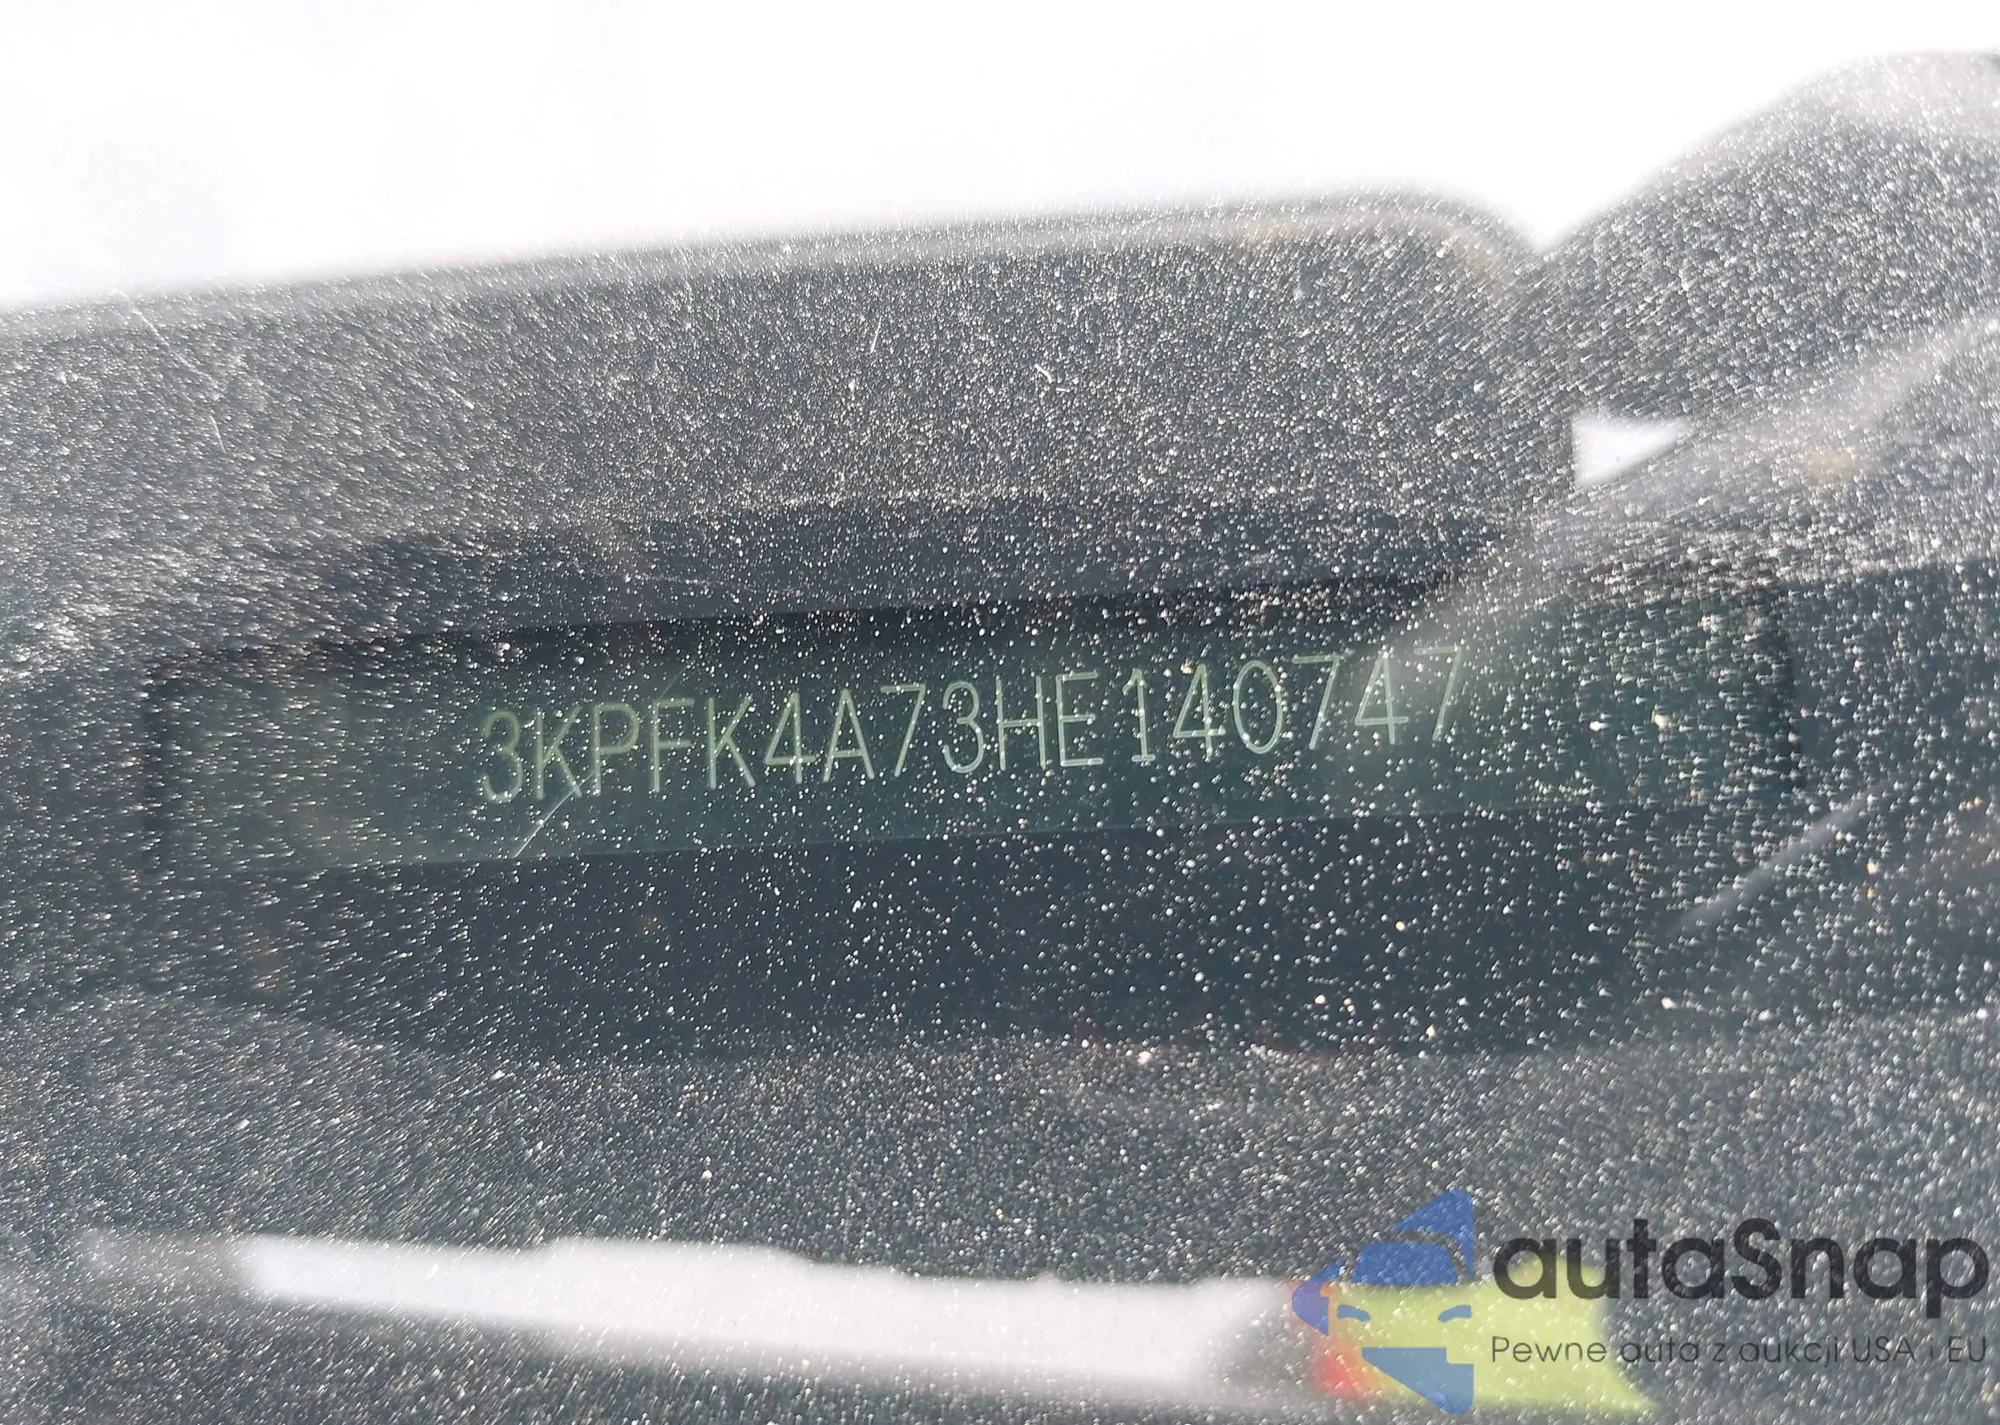 3KPFK4A73HE140747
autaSnap
Pewne auta z aukcji USA i EU